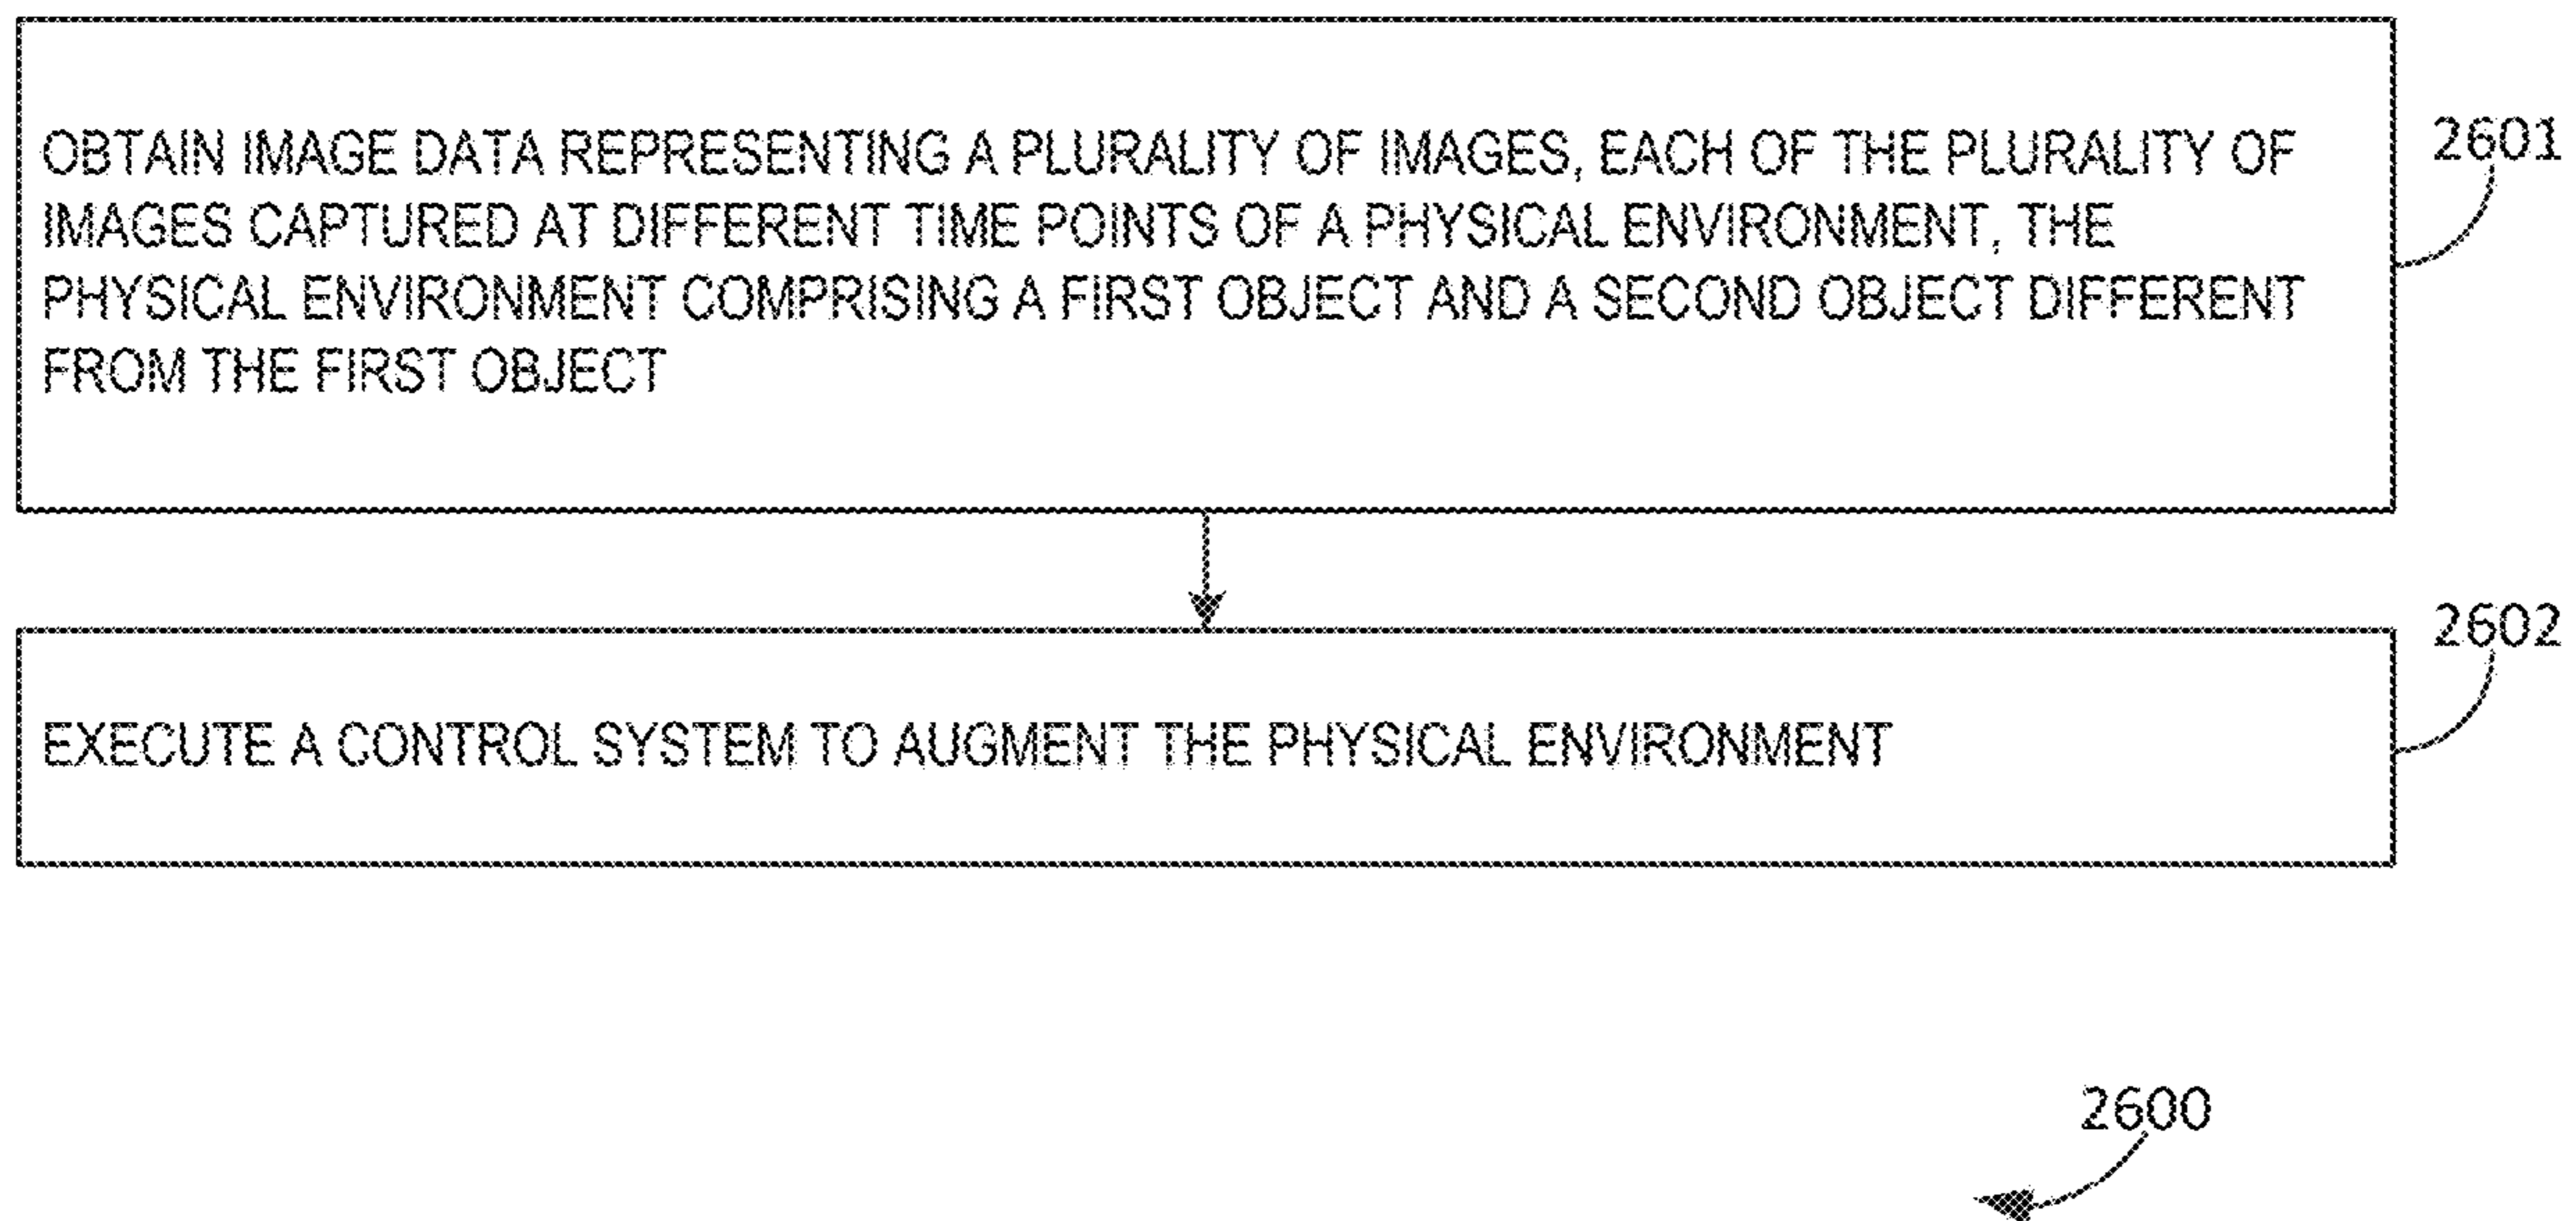 OBTAIN IMAGE DATA REPRESENTING A PLURALITY OF IMAGES, EACH OF THE PLURALITY OF
IMAGES CAPTURED AT DIFFERENT TIME POINTS OF A PHYSICAL ENVIRONMENT, THE
PHYSICAL ENVIRONMENT COMPRISING A FIRST OBJECT AND A SECOND OBJECT DIFFERENT
FROM THE FIRST OBJECT
2601
EXECUTE A CONTROL SYSTEM TO AUGMENT THE PHYSICAL ENVIRONMENT
2602
2600